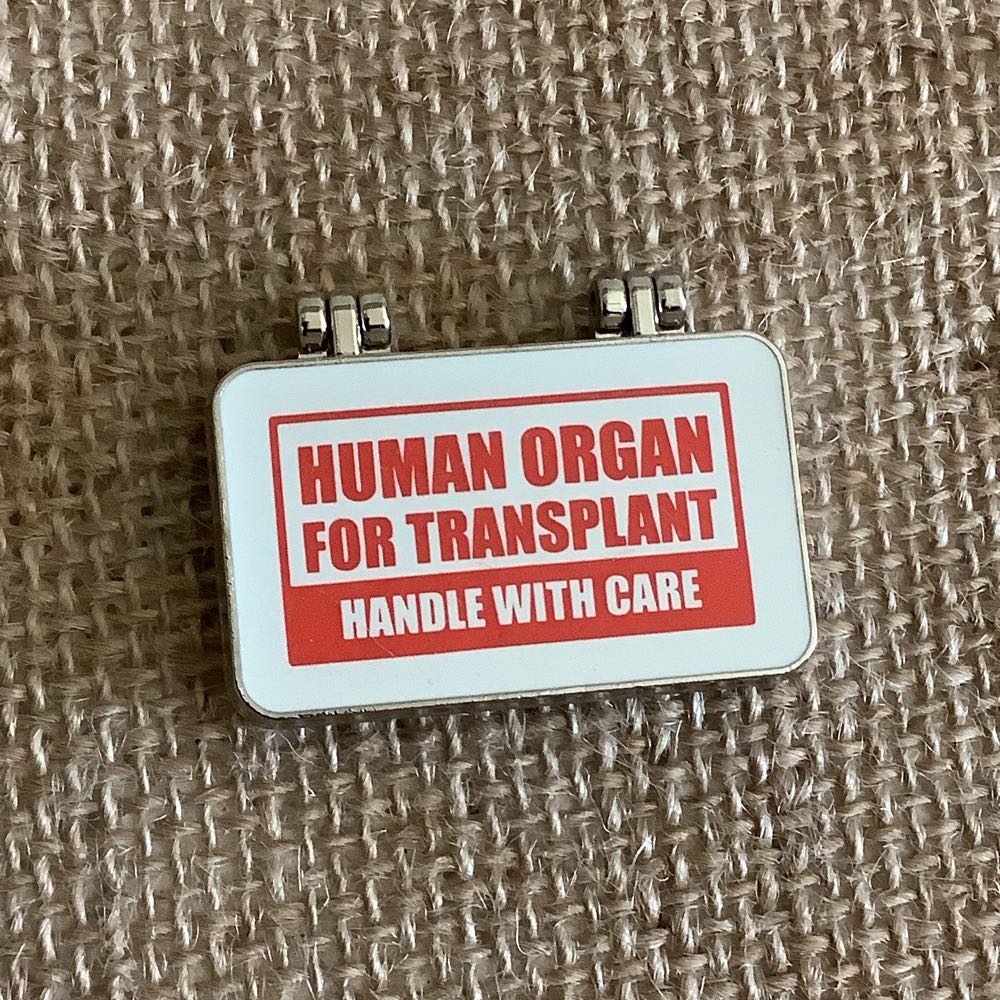 HUMAN ORGAN
FOR TRANSPLANT
HANDLE WITH CARE